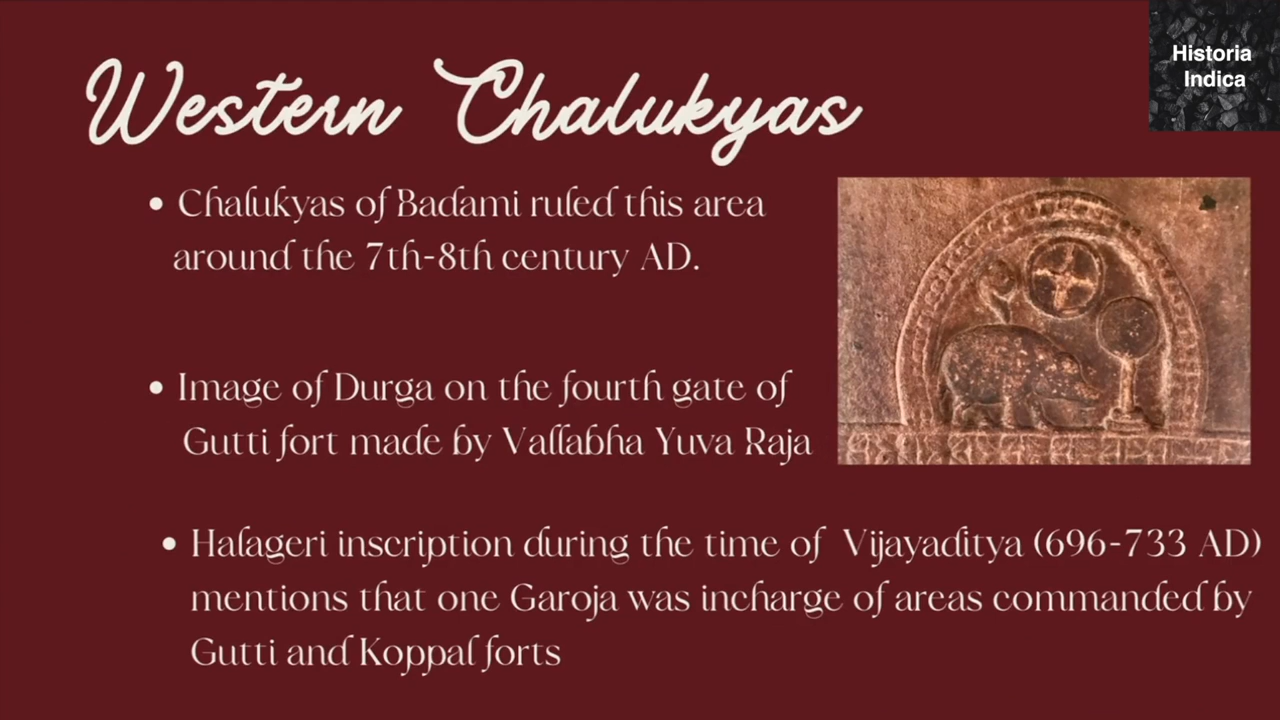 Historia
Indica
Western Chalukyas
• Chalukyas of Badami ruled this area
around the 7th-8th century AD.
• Image of Durga on the fourth gate of
Gutti fort made by Vallabha Yuva Raja
• Halageri inscription during the time of Vijayaditya (696-733 AD)
mentions that one Garoja was incharge of areas commanded by
Gutti and Koppal forts